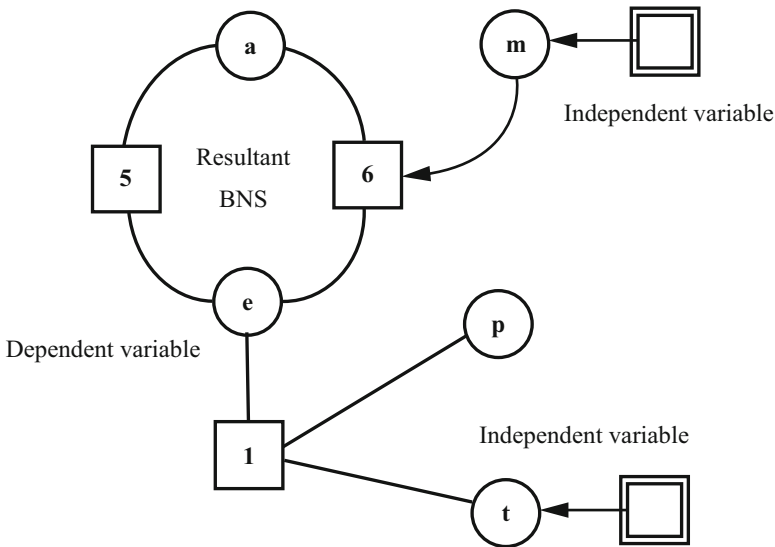 a
m
Independent variable
5
Resultant
BNS
6
e
p
Dependent variable
Independent variable
1
t